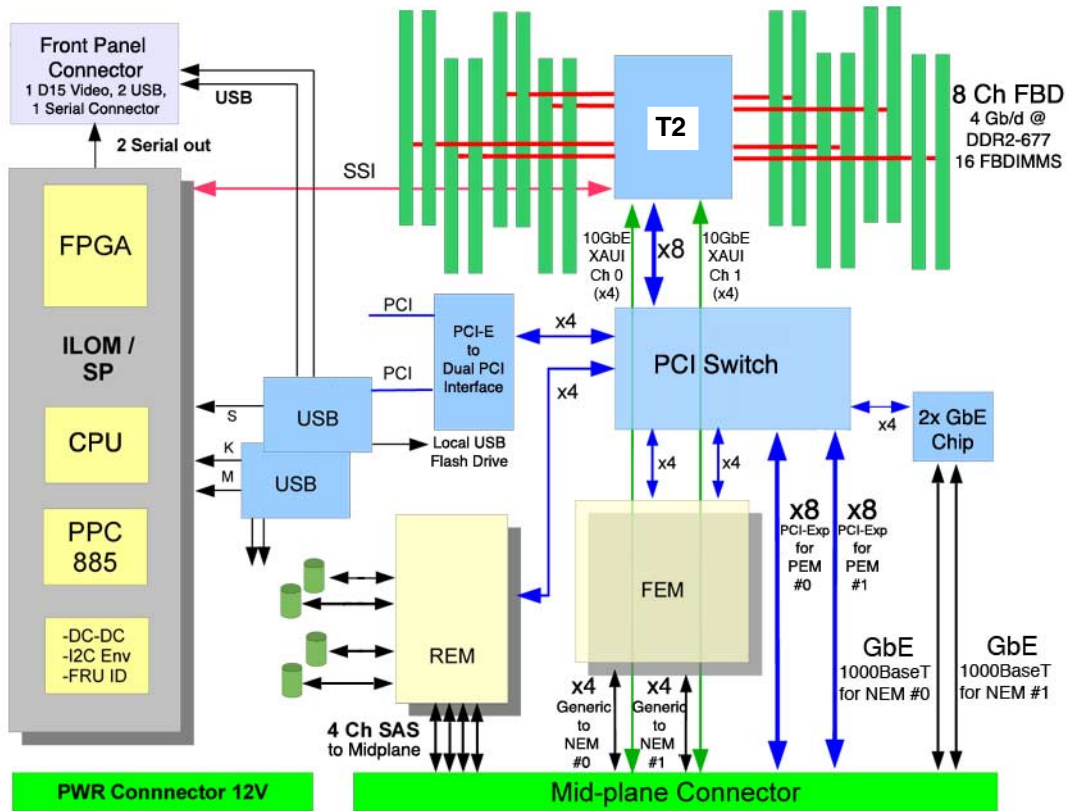 Front Panel
Connector
1 D15 Video, 2 USB,
1 Serial Connector
USB
2 Serial out
T2
8 Ch FBD
4 Gb/d @
DDR2-677
16 FBDIMMS
SSI
FPGA
ILOM /
SP
CPU
PPC
885
-DC-DC
-I2C Env
-FRU ID
10GbE
XAUI
Ch 0
(x4)
x8
10GbE
XAUI
Ch 1
(x4)
PCI
PCI
PCI-E
to
Dual PCI
Interface
x4
x4
PCI Switch
x4
2x GbE
Chip
S
K
M
USB
USB
Local USB
Flash Drive
x4
x4
x8
PCI-Exp
for
PEM
#0
x8
PCI-Exp
for
PEM
#1
REM
FEM
GbE
1000BaseT
for NEM #0
GbE
1000BaseT
for NEM #1
4 Ch SAS
to Midplane
x4
Generic
to
NEM
#0
x4
Generic
to
NEM
#1
PWR Connnector 12V
Mid-plane Connector